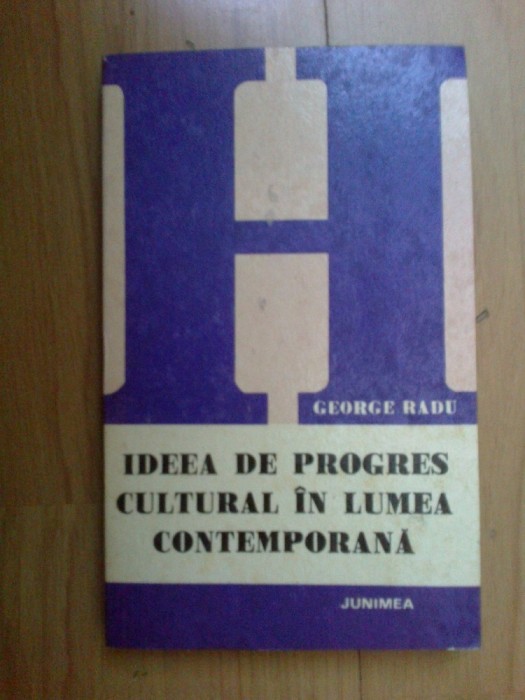 H
GEORGE RADU
IDEEA DE PROGRES
CULTURAL ÎN LUMEA
CONTEMPORANĂ
JUNIMEA